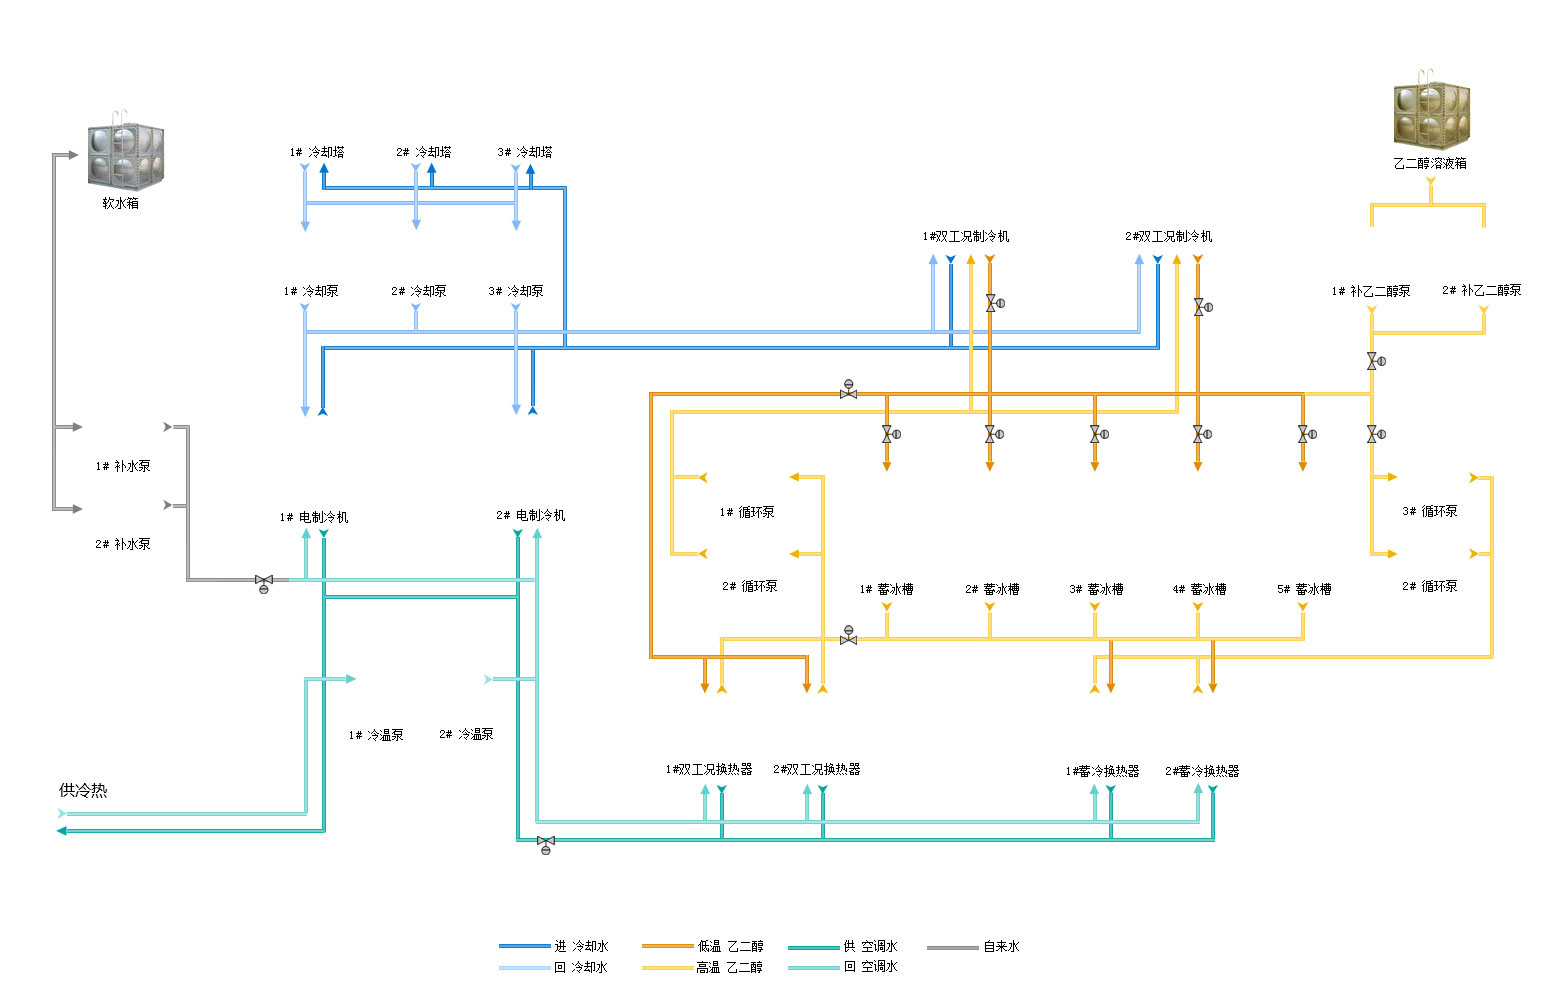 1# 冷却塔
2# 冷却塔
3# 冷却塔
乙二醇溶液箱
软水箱
1#双工况制冷机
2#双工况制冷机
1# 冷却泵
2# 冷却泵
3# 冷却泵
1# 补乙二醇泵
2# 补乙二醇泵
1# 补水泵
2# 补水泵
1# 电制冷机
2# 电制冷机
1# 循环泵
3# 循环泵
2# 循环泵
2# 循环泵
1# 蓄冰槽
2# 蓄冰槽
3# 蓄冰槽
4# 蓄冰槽
5# 蓄冰槽
1# 冷温泵
2# 冷温泵
1#双工况换热器
2#双工况换热器
1#蓄冷换热器
2#蓄冷换热器
供冷热
进 冷却水
低温 乙二醇
供 空调水
自来水
回 冷却水
高温 乙二醇
回 空调水